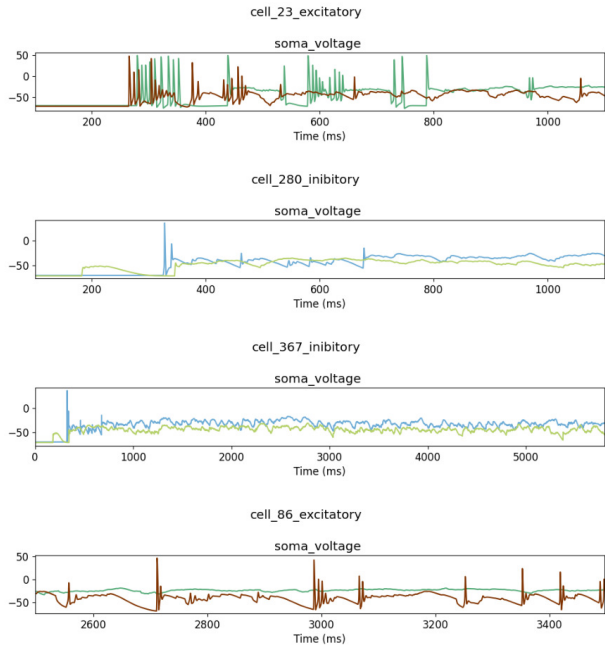 cell_23_excitatory
soma_voltage
50
0
−50
200 400 600 800 1000
Time (ms)
cell_280_inibitory
soma_voltage
0
−50
200 400 600 800 1000
Time (ms)
cell_367_inibitory
soma_voltage
0
−50
0 1000 2000 3000 4000 5000
Time (ms)
cell_86_excitatory
soma_voltage
50
0
−50
2600 2800 3000 3200 3400
Time (ms)